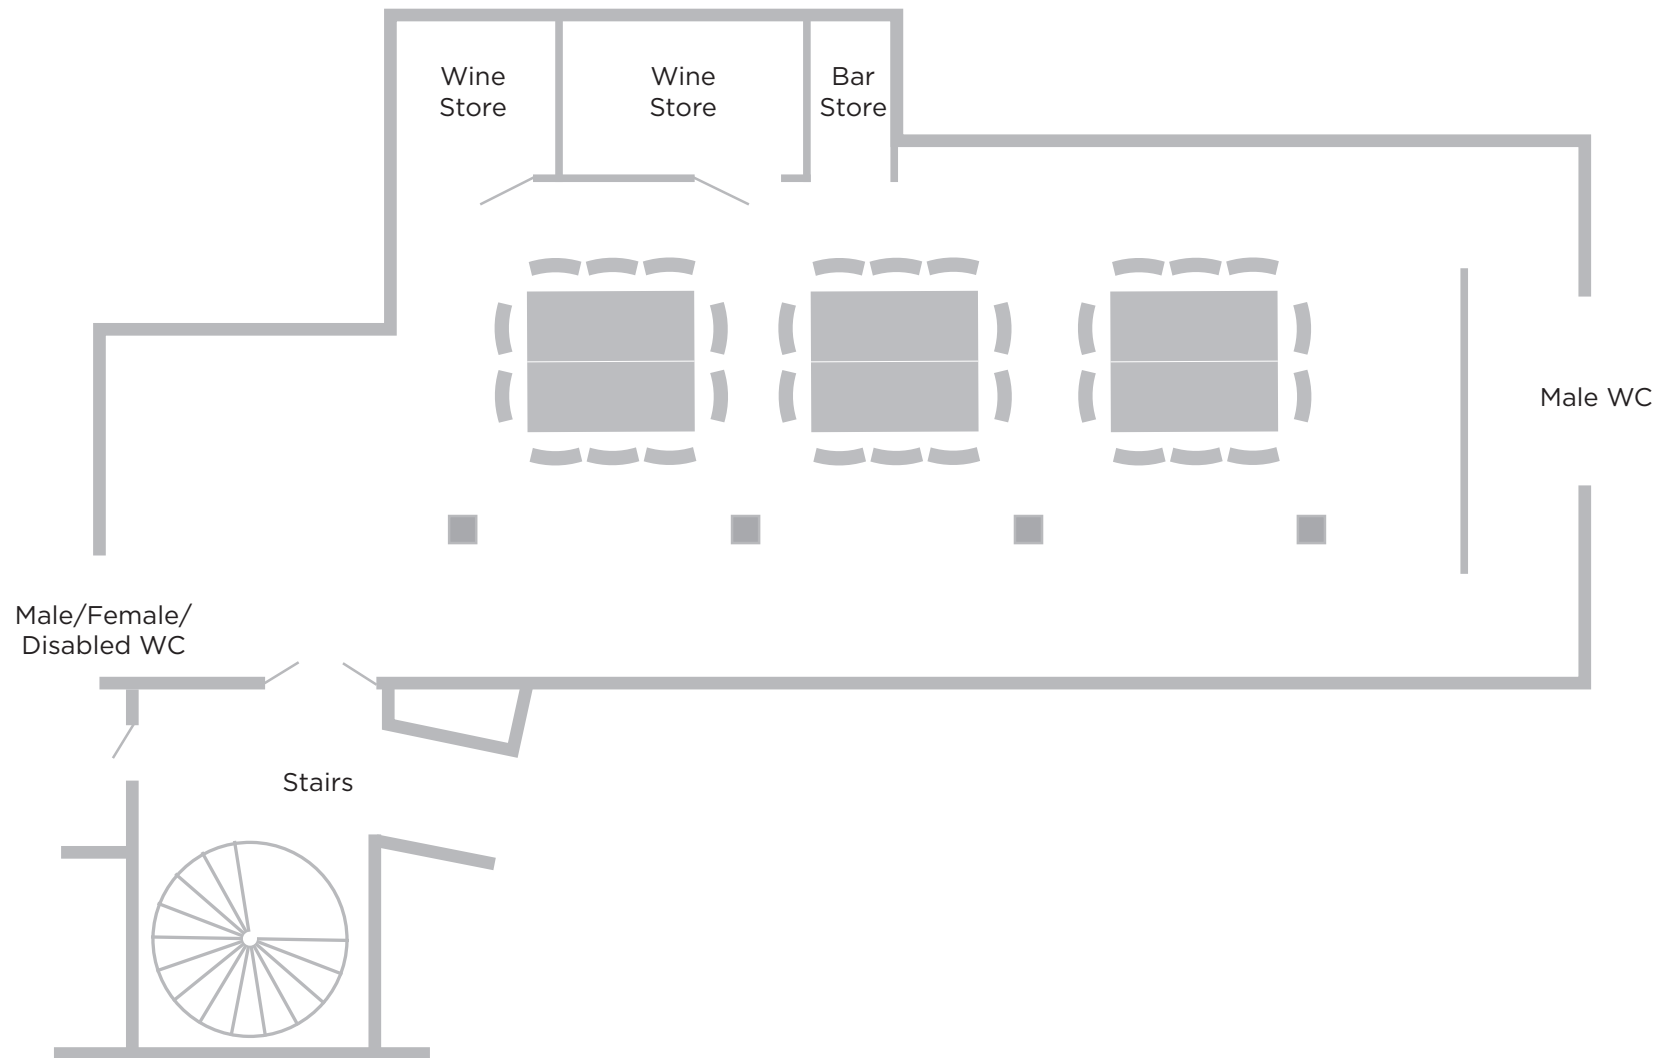 Wine
Store
Wine
Store
Bar
Store
Male WC
Male/Female/
Disabled WC
Stairs